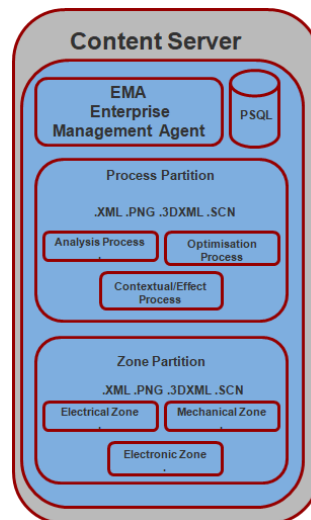 Content Server
EMA
Enterprise
Management Agent
PSQL
Process Partition
.XML .PNG .3DXML .SCN
Analysis Process
.
Optimisation
Process
Contextual/Effect
Process
Zone Partition
.XML .PNG .3DXML .SCN
Electrical Zone
.
Mechanical Zone
.
Electronic Zone
.